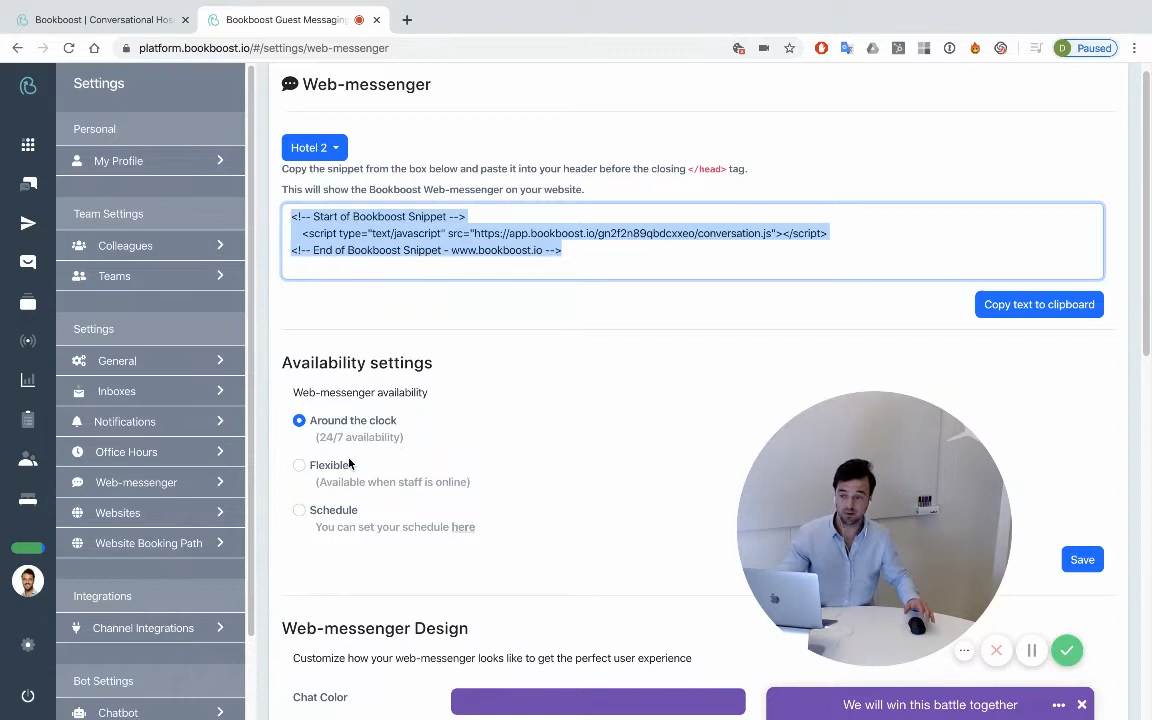 Bookboost | Conversational Hos
Bookboost Guest Messaging
platform.bookboost.io/#/settings/web-messenger
D
Paused
Settings
Personal
My Profile
Team Settings
Colleagues
Teams
Settings
General
Inboxes
Notifications
Office Hours
Web-messenger
Websites
Website Booking Path
Integrations
Channel Integrations
Bot Settings
Chatbot
Web-messenger
Hotel 2
Copy the snippet from the box below and paste it into your header before the closing </head> tag.
This will show the Bookboost Web-messenger on your website.
<!-- Start of Bookboost Snippet -->
<script type="text/javascript" src="https://app.bookboost.io/gn2f2n89qbdcxxeo/conversation.js"></script>
<!-- End of Bookboost Snippet - www.bookboost.io -->
Copy text to clipboard
Availability settings
Web-messenger availability
Around the clock
(24/7 availability)
Flexible
(Available when staff is online)
Schedule
You can set your schedule here
Save
Web-messenger Design
Customize how your web-messenger looks like to get the perfect user experience
Chat Color
We will win this battle together